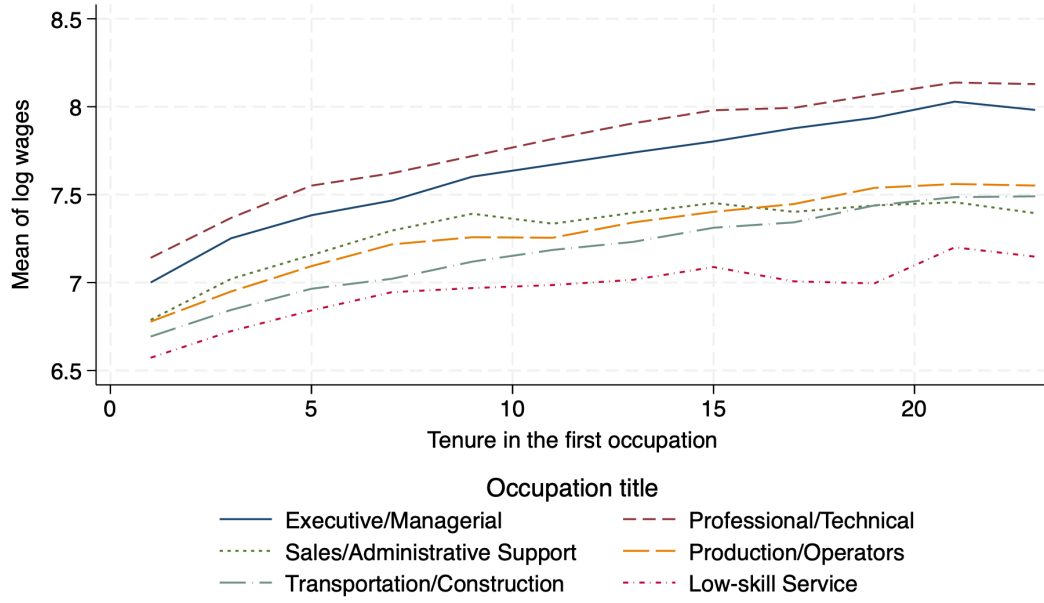 8.5
8
7.5
7
6.5
Mean of log wages
0 5 10 15 20
Tenure in the first occupation
Occupation title
Executive/Managerial Professional/Technical
Sales/Administrative Support Production/Operators
Transportation/Construction Low-skill Service